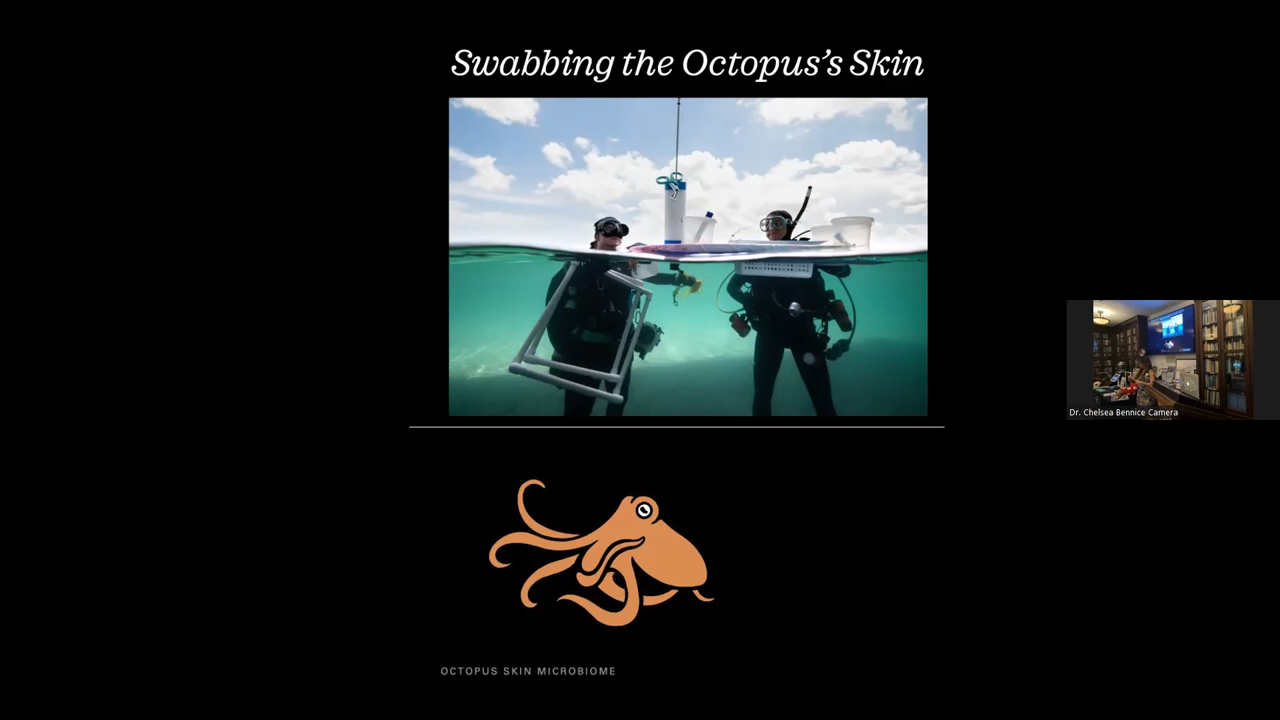 Swabbing the Octopus's Skin
Dr. Chelsea Bennice Camera
OCTOPUS SKIN MICROBIOME